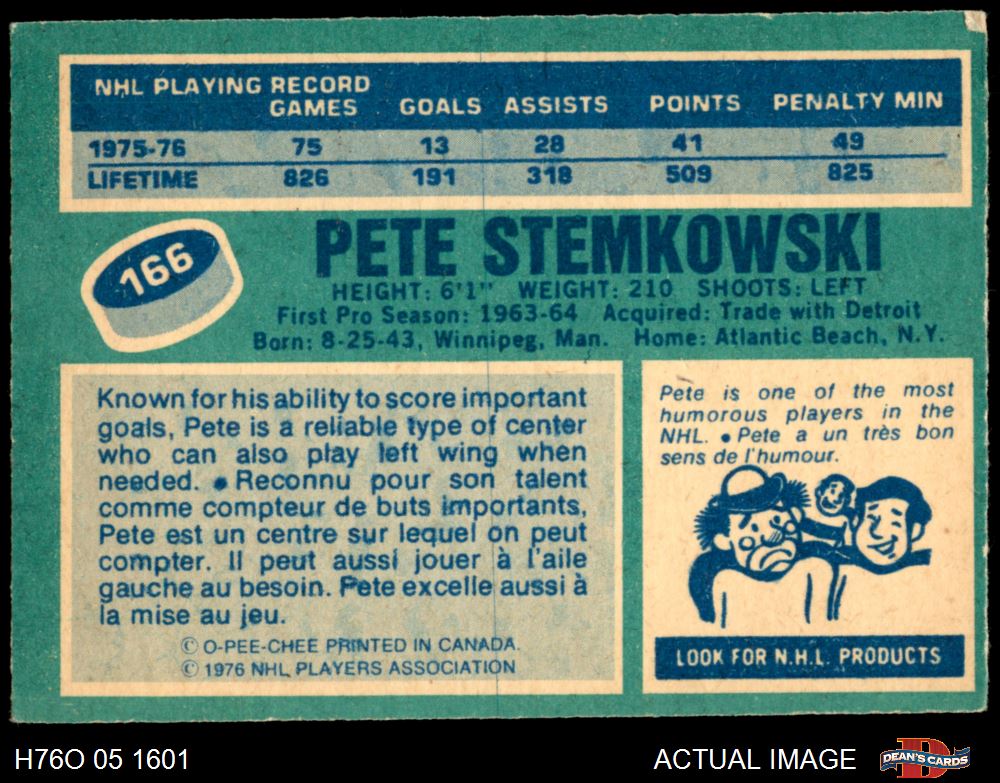 NHL PLAYING RECORD
GAMES GOALS ASSISTS POINTS PENALTY MIN
1975-76 75 13 28 41 49
LIFETIME 826 191 318 509 825
166
PETE STEMKOWSKI
HEIGHT: 6'1" WEIGHT: 210 SHOOTS: LEFT
First Pro Season: 1963-64 Acquired: Trade with Detroit
Born: 8-25-43, Winnipeg, Man. Home: Atlantic Beach, N.Y.
Known for his ability to score important
goals, Pete is a reliable type of center
who can also play left wing when
needed. ● Reconnu pour son talent
comme compteur de buts importants,
Pete est un centre sur lequel on peut
compter. Il peut aussi jouer à l'aile
gauche au besoin. Pete excelle aussi à
la mise au jeu.
© O-PEE-CHEE PRINTED IN CANADA.
© 1976 NHL PLAYERS ASSOCIATION
Pete is one of the most
humorous players in the
NHL. ● Pete a un très bon
sens de l'humour.
LOOK FOR N.H.L. PRODUCTS
H76O 05 1601
ACTUAL IMAGE
D
DEAN'S CARDS